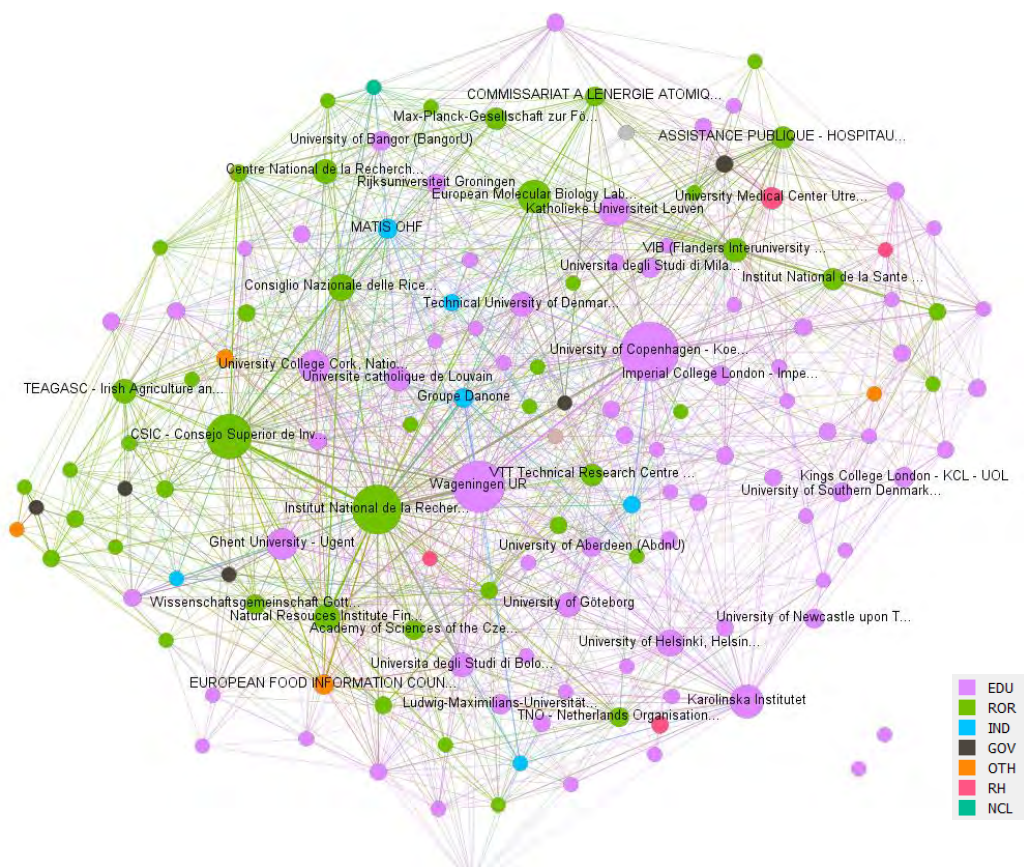 COMMISSARIAT A LENERGIE ATOMIQ...
Max-Planck-Gesellschaft zur Fo...
ASSISTANCE PUBLIQUE - HOSPITAU...
University of Bangor (BangorU)
Centre National de la Recherch...
Rijksuniversiteit Groningen
European Molecular Biology Lab...
University Medical Center Utre...
Katholieke Universiteit Leuven
MATIS OHF
VIB (Flanders Interuniversity ...
Universita degli Studi di Mila...
Institut National de la Sante ...
Consiglio Nazionale delle Rice...
Technical University of Denmar...
University of Copenhagen - Koe...
University College Cork, Natio...
Universite catholique de Louvain
Imperial College London - Impe...
TEAGASC - Irish Agriculture an...
Groupe Danone
CSIC - Consejo Superior de Inv...
VTT Technical Research Centre ...
Wageningen UR
Kings College London - KCL - UOL
University of Southern Denmark...
Institut National de la Recher...
Ghent University - Ugent
University of Aberdeen (AbdnU)
Wissenschaftsgemeinschaft Gott...
University of Göteborg
Natural Resouces Institute Fin...
University of Newcastle upon T...
Academy of Sciences of the Cze...
University of Helsinki, Helsin...
Universita degli Studi di Bolo...
EUROPEAN FOOD INFORMATION COUN...
Ludwig-Maximilians-Universität...
Karolinska Institutet
TNO - Netherlands Organisation...
EDU
ROR
IND
GOV
OTH
RH
NCL